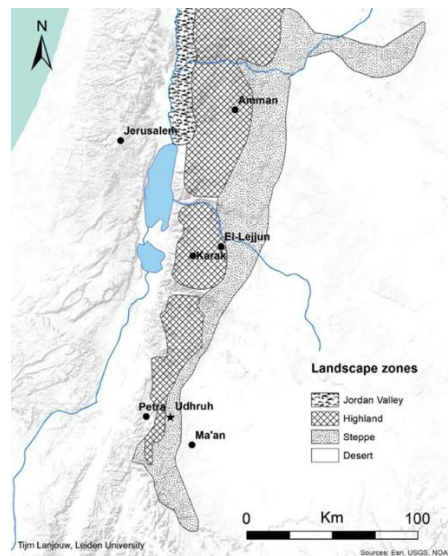 N
Amman
Jerusalem
El-Lejjun
Karak
Landscape zones
Jordan Valley
Highland
Steppe
Desert
Petra
Udhruh
Ma'an
Km
0
100
Tijm Lanjouw, Leiden University
Sources: Esri, USGS,